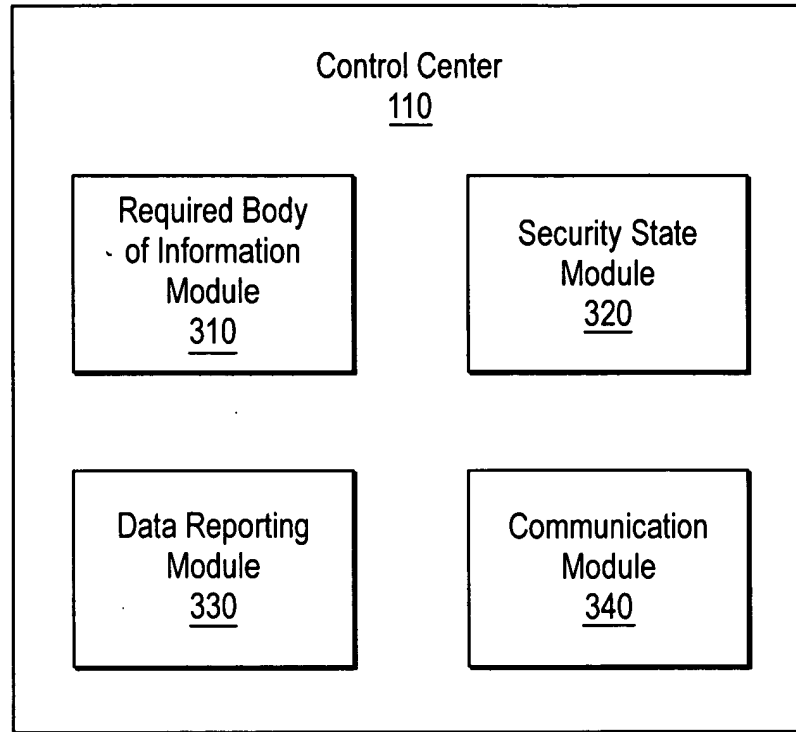 Control Center
110
Required Body
of Information
Module
310
Security State
Module
320
Data Reporting
Module
330
Communication
Module
340